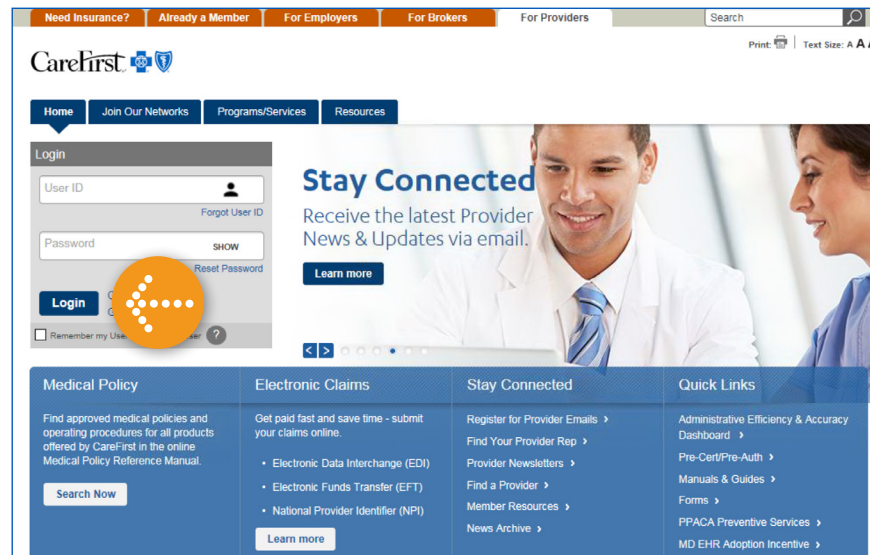 Need Insurance? Already a Member For Employers For Brokers For Providers Search
Print: Text Size: A A
CareFirst
Home Join Our Networks Programs/Services Resources
Login
User ID
Forgot User ID
Password SHOW
Reset Password
Login
Remember my
?
Stay Connected
Receive the latest Provider
News & Updates via email.
Learn more
Medical Policy
Find approved medical policies and
operating procedures for all products
offered by CareFirst in the online
Medical Policy Reference Manual.
Search Now
Electronic Claims
Get paid fast and save time - submit
your claims online.
• Electronic Data Interchange (EDI)
• Electronic Funds Transfer (EFT)
• National Provider Identifier (NPI)
Learn more
Stay Connected
Register for Provider Emails >
Find Your Provider Rep >
Provider Newsletters >
Find a Provider >
Member Resources >
News Archive >
Quick Links
Administrative Efficiency & Accuracy
Dashboard >
Pre-Cert/Pre-Auth >
Manuals & Guides >
Forms >
PPACA Preventive Services >
MD EHR Adoption Incentive >